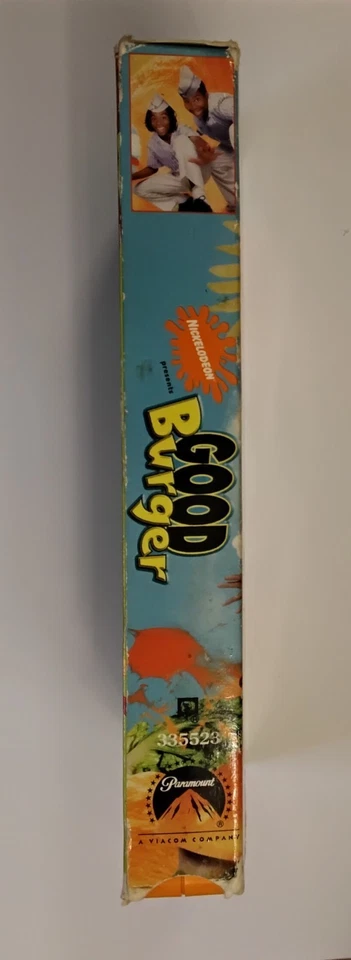 NICKELODEON
presents
GOOD
Burger
335523
Paramount
®
A VIACOM COMPANY